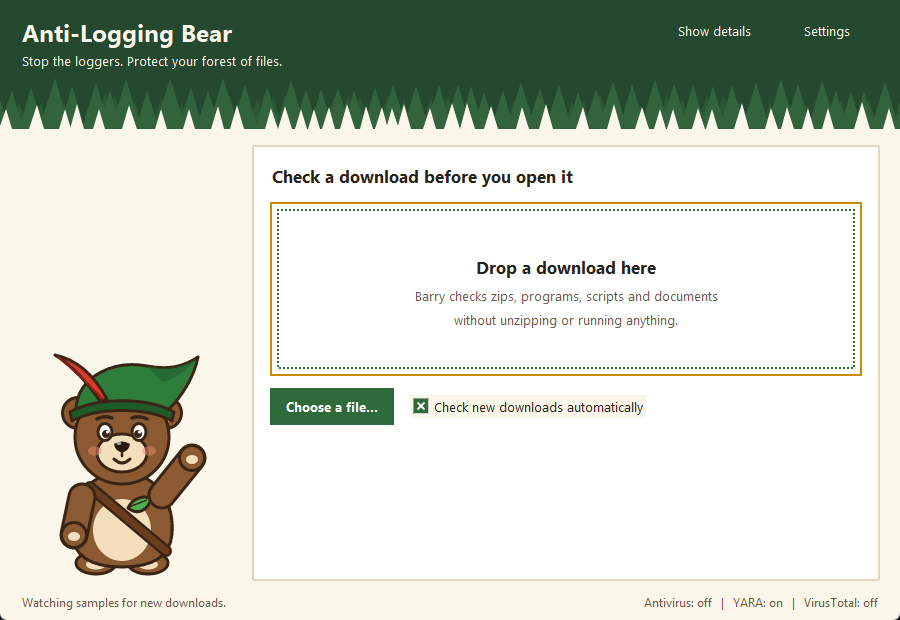 Anti-Logging Bear
Show details
Settings
Stop the loggers. Protect your forest of files.
Check a download before you open it
Drop a download here
Barry checks zips, programs, scripts and documents
without unzipping or running anything.
Choose a file...
Check new downloads automatically
Watching samples for new downloads.
Antivirus: off | YARA: on | VirusTotal: off